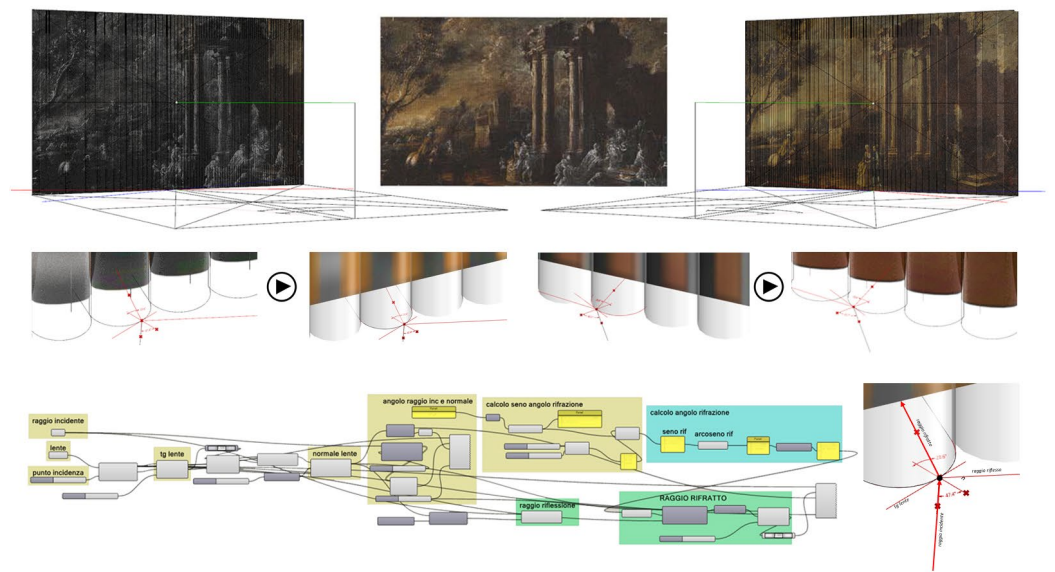 angolo raggio inc e normale
calcolo seno angolo rifrazione
calcolo angolo rifrazione
raggio incidente
seno rif
arcoseno rif
lente
tg lente
normale lente
punto incidenza
raggio riflessione
RAGGIO RIFRATTO
raggio rifratto
raggio riflesso
tg lente
raggio incidente